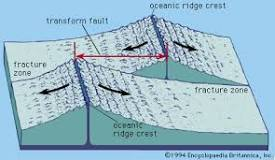 oceanic ridge crest
transform fault
fracture
zone
fracture
zone
oceanic
ridge crest
©1994 Encyclopaedia Britannica, Inc.